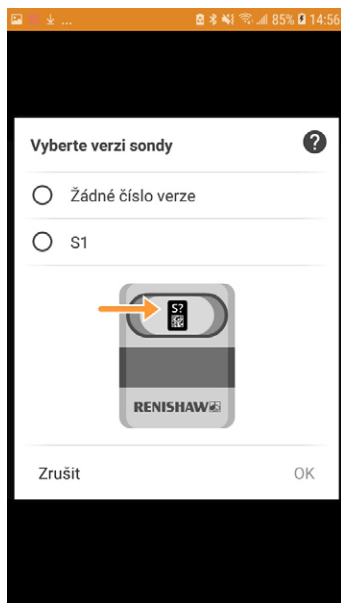 ... 85% 14:56
Vyberte verzi sondy ?
Žádné číslo verze
S1
S?
RENISHAW
Zrušit OK